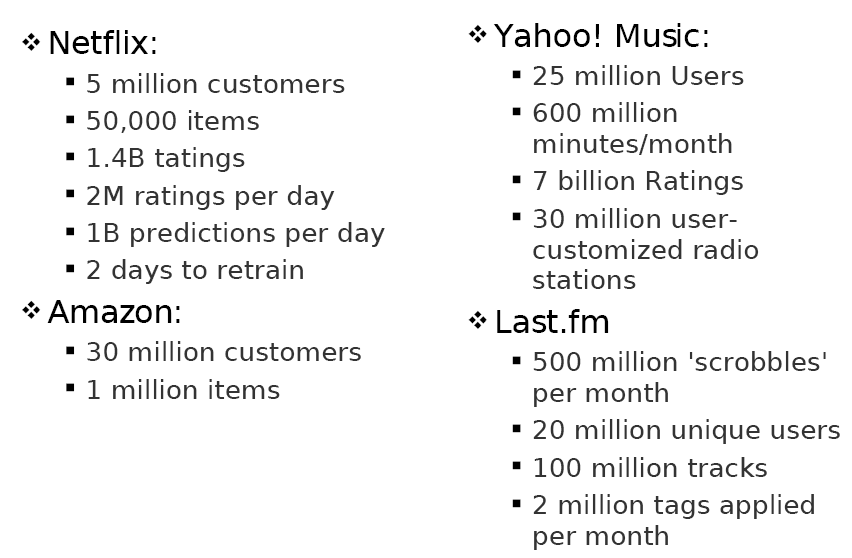 Netflix:
5 million customers
50,000 items
1.4B tatings
2M ratings per day
1B predictions per day
2 days to retrain
Amazon:
30 million customers
1 million items
Yahoo! Music:
25 million Users
600 million
minutes/month
7 billion Ratings
30 million user-
customized radio
stations
Last.fm
500 million 'scrobbles'
per month
20 million unique users
100 million tracks
2 million tags applied
per month